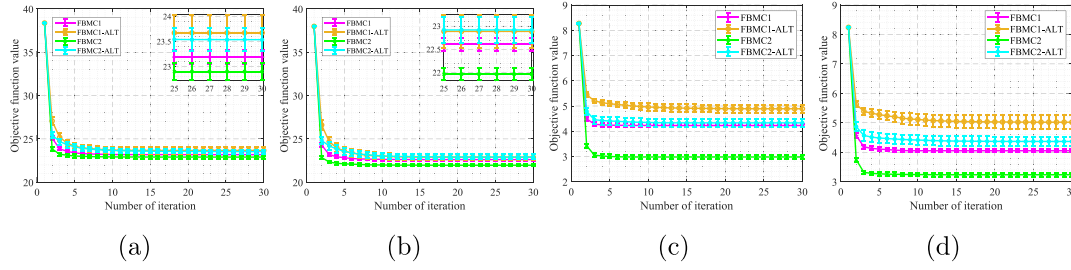 40
35
30
25
20
0
5
10
15
20
25
30
Objective function value
Number of iteration
FBMC1
FBMC1-ALT
FBMC2
FBMC2-ALT
24
23.5
23
25 26 27 28 29 30
(a)
40
35
30
25
20
0
5
10
15
20
25
30
Objective function value
Number of iteration
FBMC1
FBMC1-ALT
FBMC2
FBMC2-ALT
23
22.5
22
25 26 27 28 29 30
(b)
9
8
7
6
5
4
3
2
0
5
10
15
20
25
30
Objective function value
Number of iteration
FBMC1
FBMC1-ALT
FBMC2
FBMC2-ALT
(c)
9
8
7
6
5
4
3
2
0
5
10
15
20
25
30
Objective function value
Number of iteration
FBMC1
FBMC1-ALT
FBMC2
FBMC2-ALT
(d)